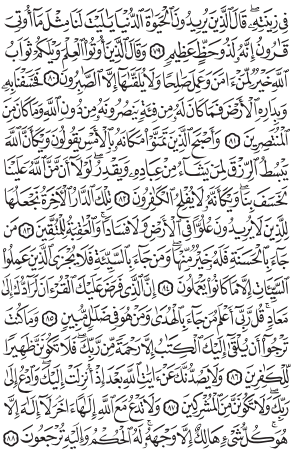 فِي زِينَتِهِۦ ۖ قَالَ ٱلَّذِينَ يُرِيدُونَ ٱلْحَيَوٰةَ ٱلدُّنْيَا يَٰلَيْتَ لَنَا مِثْلَ مَآ أُوتِىَ
قَٰرُونُ إِنَّهُۥ لَذُو حَظٍّ عَظِيمٍ ٧٩ وَقَالَ ٱلَّذِينَ أُوتُوا۟ ٱلْعِلْمَ وَيْلَكُمْ ثَوَابُ
ٱللَّهِ خَيْرٌ لِّمَنْ ءَامَنَ وَعَمِلَ صَٰلِحًا وَلَا يُلَقَّىٰهَآ إِلَّا ٱلصَّٰبِرُونَ ٨٠ فَخَسَفْنَا بِهِۦ
وَبِدَارِهِ ٱلْأَرْضَ فَمَا كَانَ لَهُۥ مِن فِئَةٍ يَنصُرُونَهُۥ مِن دُونِ ٱللَّهِ وَمَا كَانَ مِنَ
ٱلْمُنتَصِرِينَ ٨١ وَأَصْبَحَ ٱلَّذِينَ تَمَنَّوْا۟ مَكَانَهُۥ بِٱلْأَمْسِ يَقُولُونَ وَيْكَأَنَّ ٱللَّهَ
يَبْسُطُ ٱلرِّزْقَ لِمَن يَشَآءُ مِنْ عِبَادِهِۦ وَيَقْدِرُ ۖ لَوْلَآ أَن مَّنَّ ٱللَّهُ عَلَيْنَا
لَخَسَفَ بِنَا ۖ وَيْكَأَنَّهُۥ لَا يُفْلِحُ ٱلْكَٰفِرُونَ ٨٢ تِلْكَ ٱلدَّارُ ٱلْءَاخِرَةُ نَجْعَلُهَا
لِلَّذِينَ لَا يُرِيدُونَ عُلُوًّا فِى ٱلْأَرْضِ وَلَا فَسَادًا ۚ وَٱلْعَٰقِبَةُ لِلْمُتَّقِينَ ٨٣ مَن
جَآءَ بِٱلْحَسَنَةِ فَلَهُۥ خَيْرٌ مِّنْهَا ۖ وَمَن جَآءَ بِٱلسَّيِّئَةِ فَلَا يُجْزَى ٱلَّذِينَ عَمِلُوا۟
ٱلسَّيِّـَٔاتِ إِلَّا مَا كَانُوا۟ يَعْمَلُونَ ٨٤ إِنَّ ٱلَّذِى فَرَضَ عَلَيْكَ ٱلْقُرْءَانَ لَرَآدُّكَ إِلَىٰ
مَعَادٍ ۚ قُل رَّبِّىٓ أَعْلَمُ مَن جَآءَ بِٱلْهُدَىٰ وَمَنْ هُوَ فِى ضَلَٰلٍ مُّبِينٍ ٨٥ وَمَا كُنتَ
تَرْجُوٓا۟ أَن يُلْقَىٰٓ إِلَيْكَ ٱلْكِتَٰبُ إِلَّا رَحْمَةً مِّن رَّبِّكَ ۖ فَلَا تَكُونَنَّ ظَهِيرًا
لِّلْكَٰفِرِينَ ٨٦ وَلَا يَصُدُّنَّكَ عَنْ ءَايَٰتِ ٱللَّهِ بَعْدَ إِذْ أُنزِلَتْ إِلَيْكَ ۖ وَٱدْعُ إِلَىٰ
رَبِّكَ ۖ وَلَا تَكُونَنَّ مِنَ ٱلْمُشْرِكِينَ ٨٧ وَلَا تَدْعُ مَعَ ٱللَّهِ إِلَٰهًا ءَاخَرَ ۘ لَآ إِلَٰهَ إِلَّا
هُوَ ۚ كُلُّ شَىْءٍ هَالِكٌ إِلَّا وَجْهَهُۥ ۚ لَهُ ٱلْحُكْمُ وَإِلَيْهِ تُرْجَعُونَ ٨٨